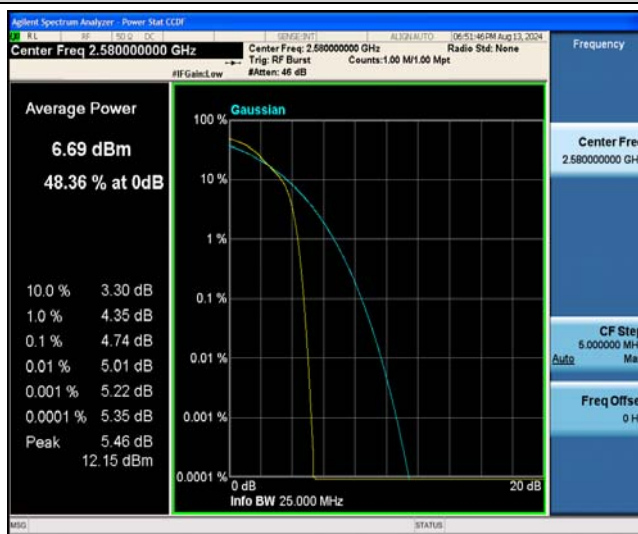 Agilent Spectrum Analyzer - Power Stat CCDF
RL RF 50 Ω DC SENSE:INT ALIGN AUTO 06:51:46 PM Aug 13, 2024
Center Freq 2.580000000 GHz
Center Freq: 2.580000000 GHz Radio Std: None
Trig: RF Burst Counts:1.00 M/1.00 Mpt
#IFGain:Low #Atten: 46 dB
Frequency
Average Power
6.69 dBm
48.36 % at 0dB
10.0 % 3.30 dB
1.0 % 4.35 dB
0.1 % 4.74 dB
0.01 % 5.01 dB
0.001 % 5.22 dB
0.0001 % 5.35 dB
Peak 5.46 dB
12.15 dBm
Gaussian
100 %
10 %
1 %
0.1 %
0.01 %
0.001 %
0.0001 %
0 dB 20 dB
Info BW 25.000 MHz
Center Fre
2.580000000 GH
CF Step
5.000000 MH
Auto Ma
Freq Offse
0 H
MSG STATUS